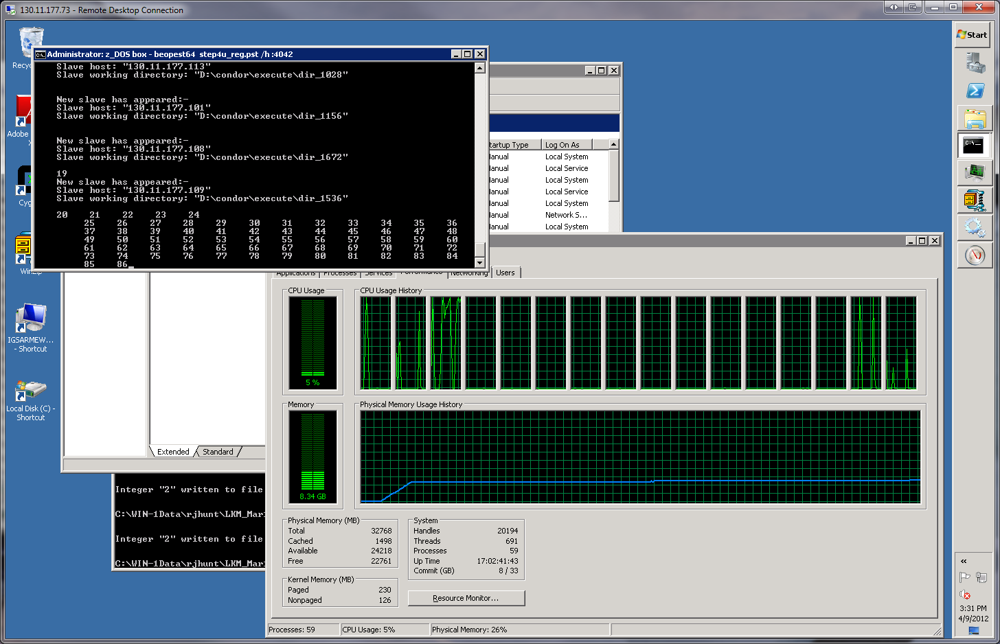 130.11.177.73 - Remote Desktop Connection
Administrator: z_DOS box - beopest64 step4u_reg.pst /h :4042
Slave host: "130.11.177.113"
Slave working directory: "D:\condor\execute\dir_1028"
New slave has appeared:-
Slave host: "130.11.177.101"
Slave working directory: "D:\condor\execute\dir_1156"
New slave has appeared:-
Slave host: "130.11.177.108"
Slave working directory: "D:\condor\execute\dir_1672"
19
New slave has appeared:-
Slave host: "130.11.177.109"
Slave working directory: "D:\condor\execute\dir_1536"
20 21 22 23 24
25 26 27 28 29 30 31 32 33 34 35 36
37 38 39 40 41 42 43 44 45 46 47 48
49 50 51 52 53 54 55 56 57 58 59 60
61 62 63 64 65 66 67 68 69 70 71 72
73 74 75 76 77 78 79 80 81 82 83 84
85 86
Recyc
Adobe
X
Cyg
WinZip
IGSARMEW...
- Shortcut
Local Disk (C) -
Shortcut
tartup Type Log On As
lanual Local System
lanual Local Service
lanual Local System
lanual Local Service
lanual Local System
lanual Network S...
lanual Local System
Extended Standard
Integer "2" written to file
C:\WIN-1Data\rjhunt\LKM_Mar
Integer "2" written to file
C:\WIN-1Data\rjhunt\LKM_Mar
Applications Processes Services Performance Networking Users
CPU Usage CPU Usage History
5 %
Memory Physical Memory Usage History
8.34 GB
Physical Memory (MB)
Total 32768
Cached 1498
Available 24218
Free 22761
Kernel Memory (MB)
Paged 230
Nonpaged 126
System
Handles 20194
Threads 691
Processes 59
Up Time 17:02:41:43
Commit (GB) 8 / 33
Resource Monitor...
Processes: 59 CPU Usage: 5% Physical Memory: 26%
Start
C:\_
«
3:31 PM
4/9/2012